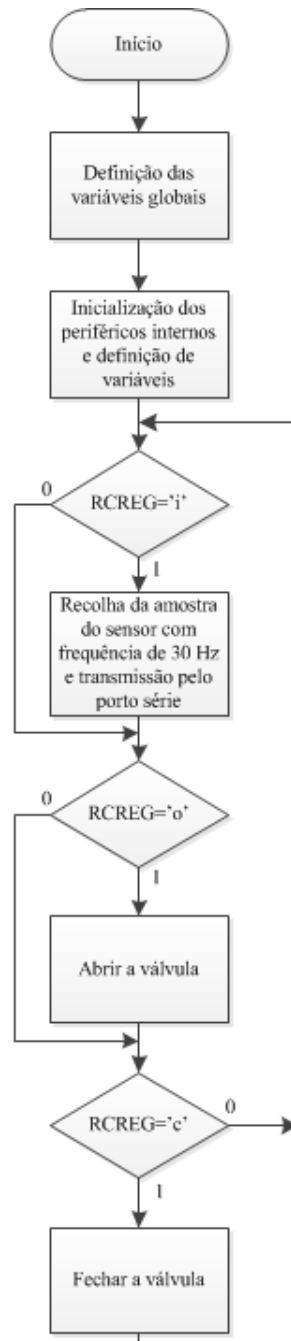 Início
Definição das
variáveis globais
Inicialização dos
periféricos internos
e definição de
variáveis
0
RCREG='i'
1
Recolha da amostra
do sensor com
frequência de 30 Hz
e transmissão pelo
porto série
0
RCREG='o'
1
Abrir a válvula
RCREG='c'
0
1
Fechar a válvula